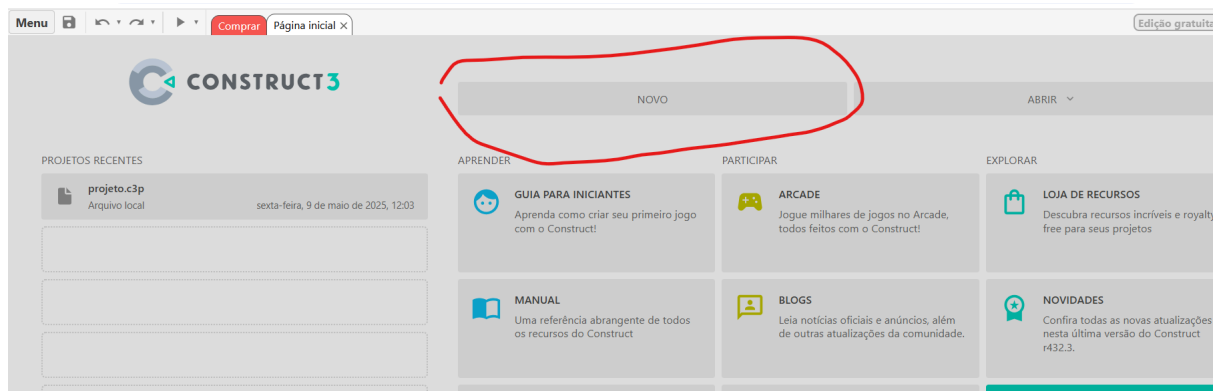 Menu
Comprar
Página inicial
Edição gratuita
CONSTRUCT3
NOVO
ABRIR
PROJETOS RECENTES
projeto.c3p
Arquivo local
sexta-feira, 9 de maio de 2025, 12:03
APRENDER
GUIA PARA INICIANTES
Aprenda como criar seu primeiro jogo
com o Construct!
MANUAL
Uma referência abrangente de todos
os recursos do Construct
PARTICIPAR
ARCADE
Jogue milhares de jogos no Arcade,
todos feitos com o Construct!
BLOGS
Leia notícias oficiais e anúncios, além
de outras atualizações da comunidade.
EXPLORAR
LOJA DE RECURSOS
Descubra recursos incríveis e royalty
free para seus projetos
NOVIDADES
Confira todas as novas atualizações
nesta última versão do Construct
r432.3.